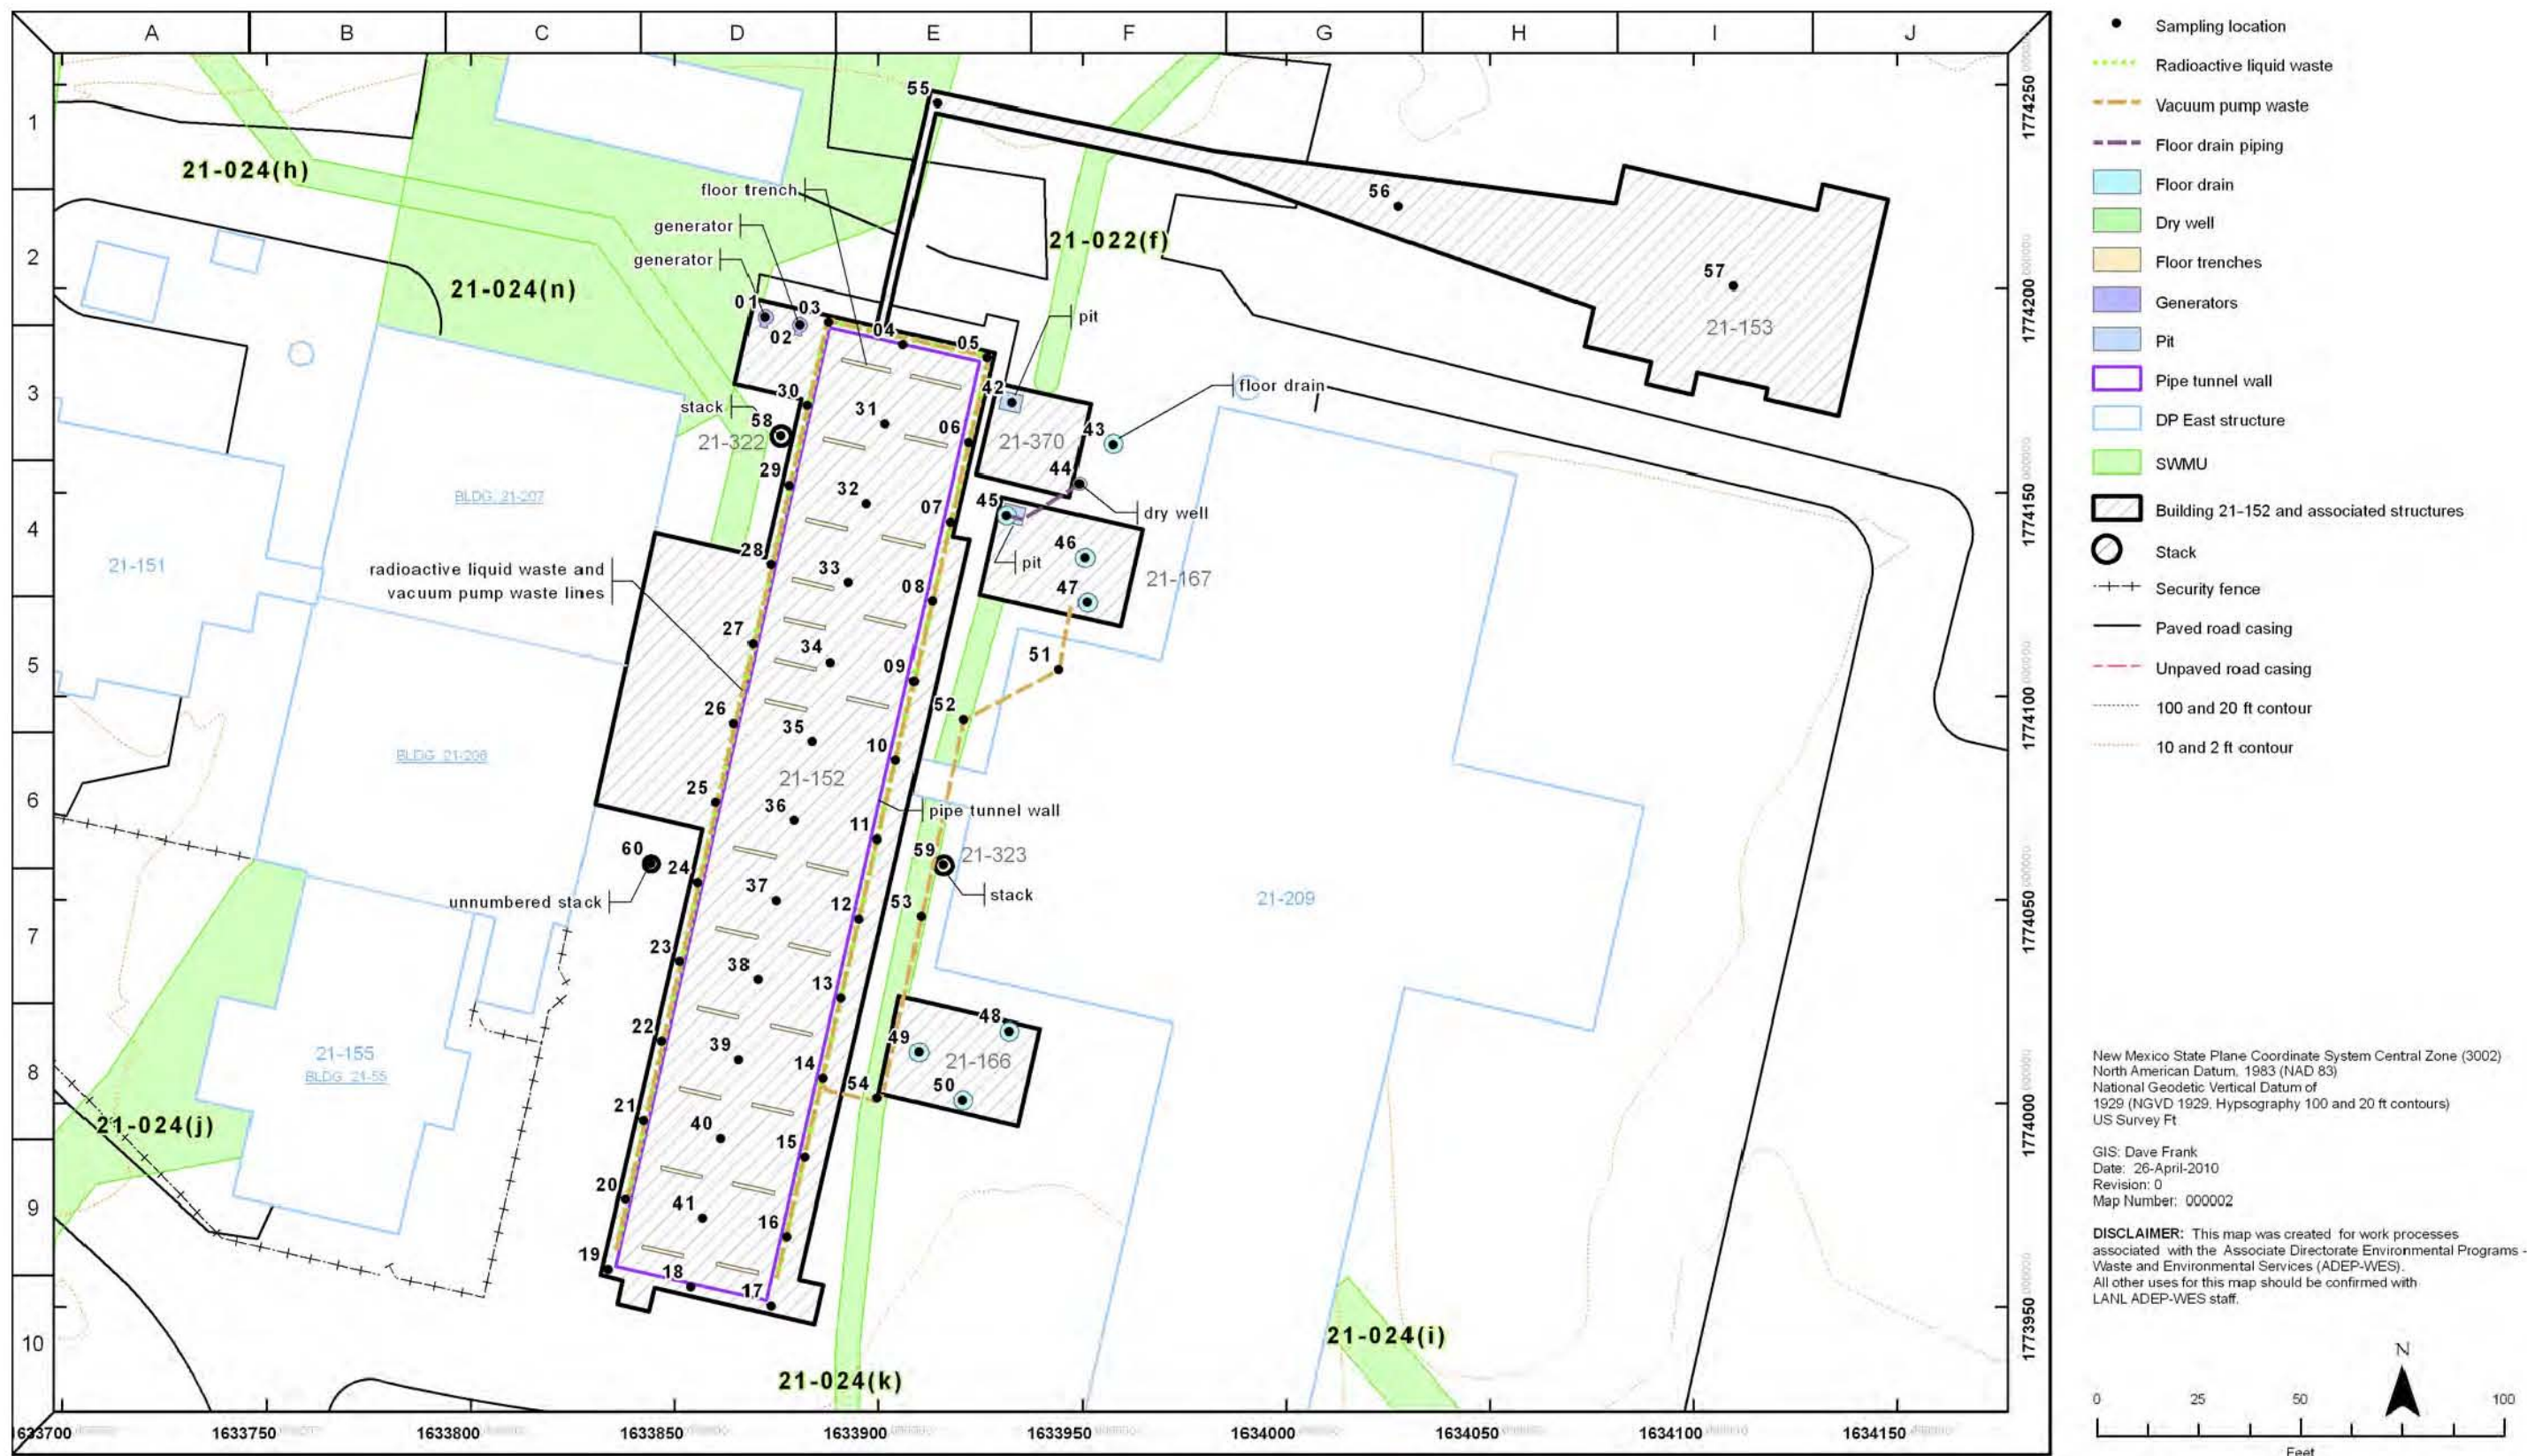 A B C D E F G H I J
1
2
3
4
5
6
7
8
9
10
1774250
1774200
1774150
1774100
1774050
1774000
1773950
1633700 1633750 1633800 1633850 1633900 1633950 1634000 1634050 1634100 1634150
21-024(h)
21-024(n)
21-022(f)
21-024(j)
21-024(k)
21-024(i)
floor trench
generator
generator
pit
floor drain
stack
21-322
21-370
21-153
dry well
pit
21-167
BLDG. 21-207
21-151
radioactive liquid waste and
vacuum pump waste lines
BLDG. 21-206
21-152
pipe tunnel wall
21-323
stack
unnumbered stack
21-209
21-155
BLDG. 21-55
21-166
55
56
57
01
02
03
04
05
30
31
42
43
58
06
44
29
32
07
45
46
28
33
08
47
27
34
09
51
26
35
52
10
25
36
11
60
24
59
37
12
53
23
38
13
22
39
48
49
14
54
50
21
40
15
20
41
16
19
18
17
Sampling location
Radioactive liquid waste
Vacuum pump waste
Floor drain piping
Floor drain
Dry well
Floor trenches
Generators
Pit
Pipe tunnel wall
DP East structure
SWMU
Building 21-152 and associated structures
Stack
Security fence
Paved road casing
Unpaved road casing
100 and 20 ft contour
10 and 2 ft contour
New Mexico State Plane Coordinate System Central Zone (3002)
North American Datum, 1983 (NAD 83)
National Geodetic Vertical Datum of
1929 (NGVD 1929, Hypsography 100 and 20 ft contours)
US Survey Ft
GIS: Dave Frank
Date: 26-April-2010
Revision: 0
Map Number: 000002
DISCLAIMER: This map was created for work processes
associated with the Associate Directorate Environmental Programs -
Waste and Environmental Services (ADEP-WES).
All other uses for this map should be confirmed with
LANL ADEP-WES staff.
N
0 25 50 100
Feet